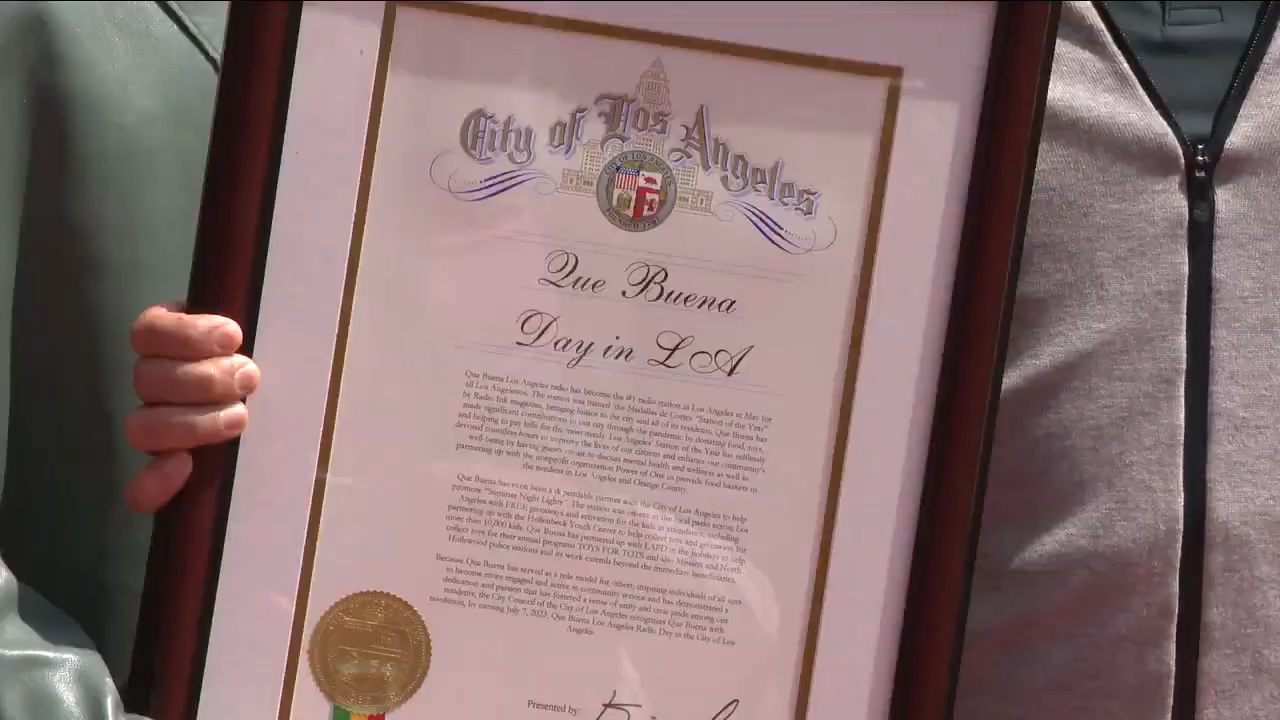 City of Los Angeles
CITY OF LOS ANGELES
Que Buena
Day in LA
Que Buena Los Angeles radio has become the #1 radio station in Los Angeles in May for
all Los Angelenos. The station was named the Medallas de Cortez "Station of the Year"
by Radio Ink magazine, bringing honor to the city and all of its residents. Que Buena has
made significant contributions to our city through the pandemic by donating food, toys,
and helping to pay bills for the most needy. Los Angeles' Station of the Year has selflessly
devoted countless hours to improve the lives of our citizens and enhance our community's
well-being by having guests on-air to discuss mental health and wellness as well as
partnering up with the nonprofit organization Power of One to provide food baskets to
the neediest in Los Angeles and Orange County.
Que Buena has even been a dependable partner with the City of Los Angeles to help
promote "Summer Night Lights". The station was on-site at the local parks across Los
Angeles with FREE giveaways and activation for the kids in attendance, including
partnering up with the Hollenbeck Youth Center to help collect toys and giveaways for
more than 10,000 kids. Que Buena has partnered up with LAPD in the holidays to help
collect toys for their annual programs TOYS FOR TOTS and also Mission and North
Hollywood police stations and its work extends beyond the immediate beneficiaries.
Because Que Buena has served as a role model for others, inspiring individuals of all ages
to become more engaged and active in community service and has demonstrated a
dedication and passion that has fostered a sense of unity and civic pride among our
residents, the City Council of the City of Los Angeles recognizes Que Buena with
resolution, by naming July 7, 2023, Que Buena Los Angeles Radio Day in the City of Los
Angeles.
Presented by: